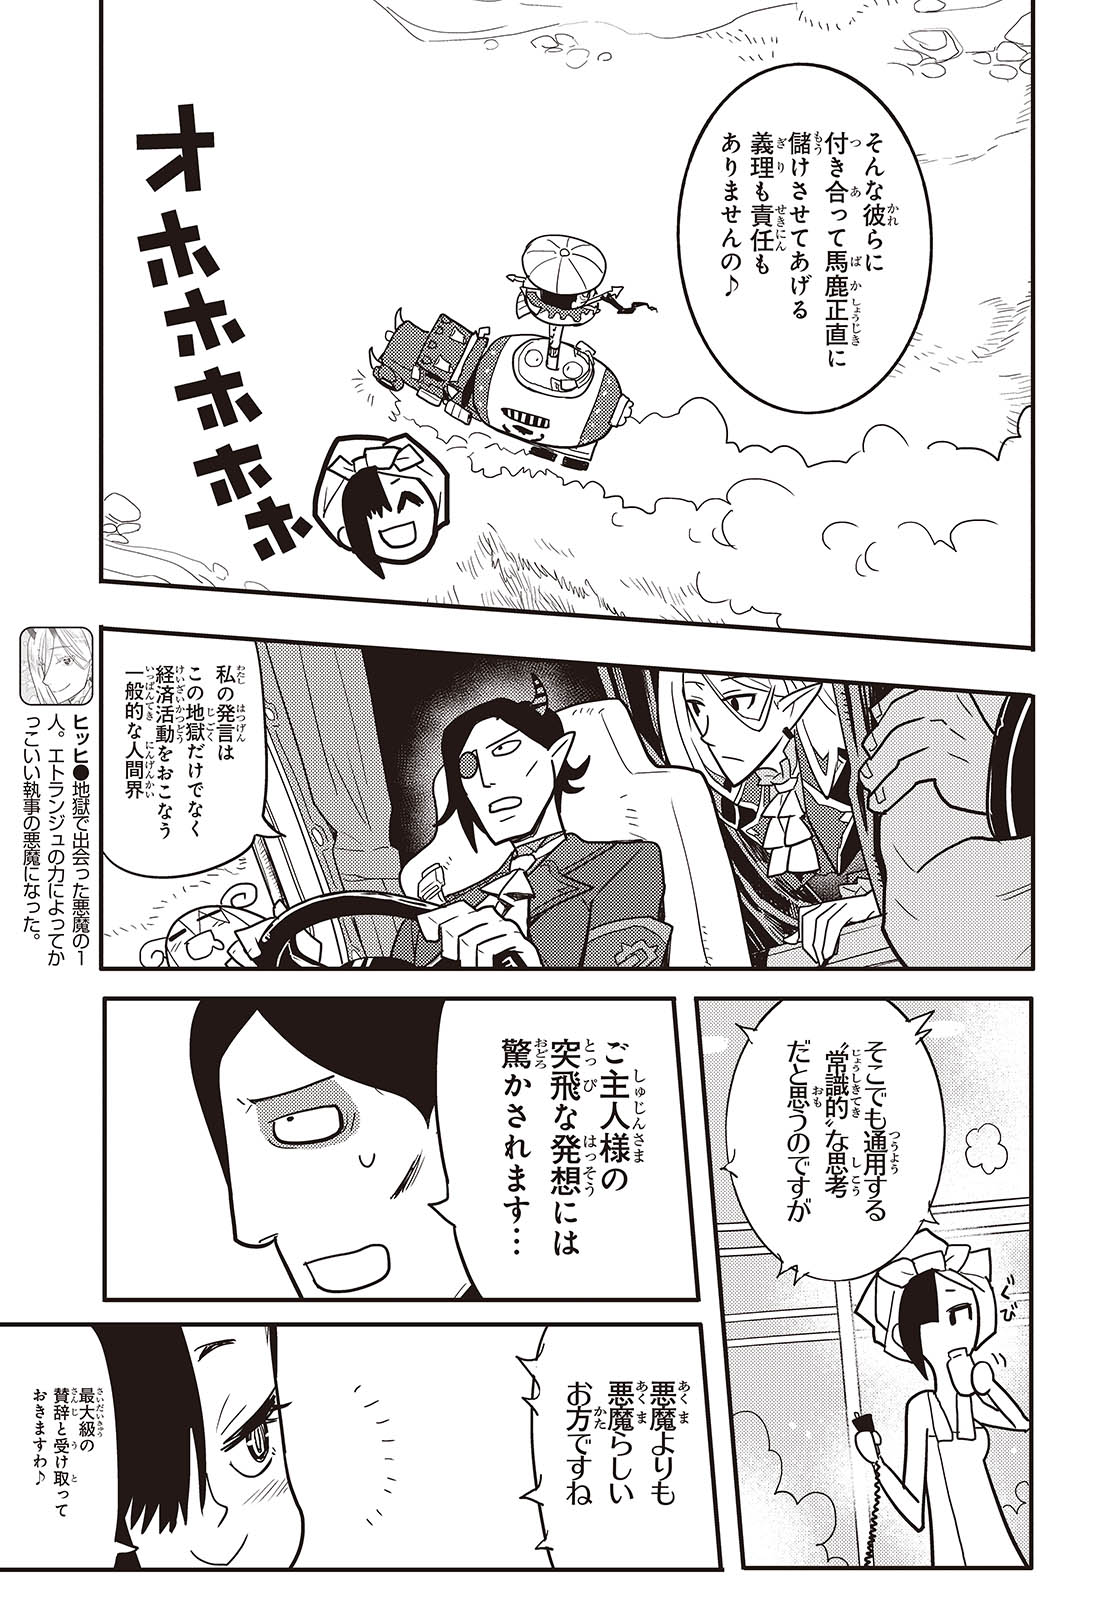 そんな彼らに
付き合って馬鹿正直に
儲けさせてあげる
義理も責任も
ありませんの♪
オホホホホホホ
私の発言は
この地獄だけでなく
経済活動をおこなう
一般的な人間界
ヒッヒ●地獄で出会った悪魔の1
人。エトランジュの力によってか
っこいい執事の悪魔になった。
そこでも通用する
〝常識的〟な思考
だと思うのですが
ぐび
ご主人様の
突飛な発想には
驚かされます…
悪魔よりも
悪魔らしい
お方ですね
最大級の
賛辞と受け取って
おきますわ♪